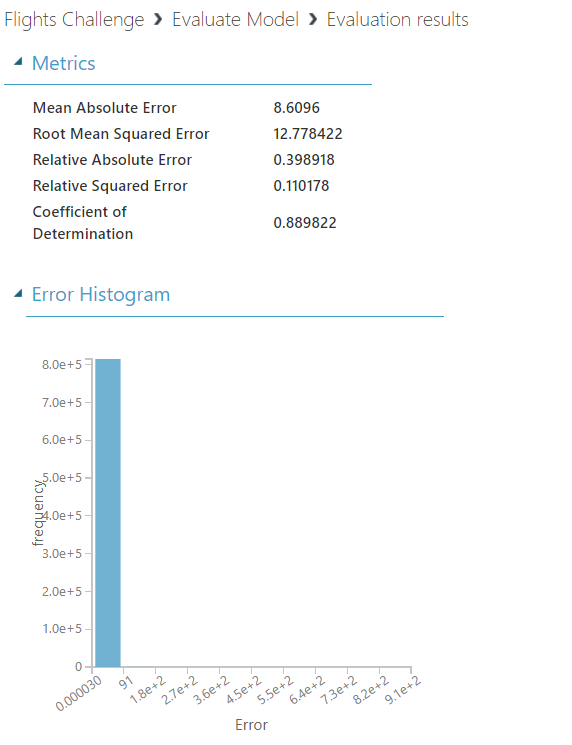 Flights Challenge ❯ Evaluate Model ❯ Evaluation results
Metrics
Mean Absolute Error 8.6096
Root Mean Squared Error 12.778422
Relative Absolute Error 0.398918
Relative Squared Error 0.110178
Coefficient of
Determination 0.889822
Error Histogram
8.0e+5
7.0e+5
6.0e+5
5.0e+5
4.0e+5
3.0e+5
2.0e+5
1.0e+5
0
frequency
0.000030 91 1.8e+2 2.7e+2 3.6e+2 4.5e+2 5.5e+2 6.4e+2 7.3e+2 8.2e+2 9.1e+2
Error